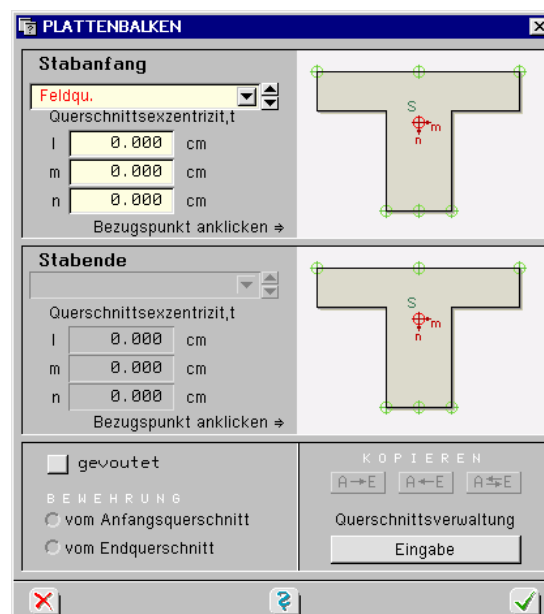 PLATTENBALKEN
Stabanfang
Feldqu.
Querschnittsexzentrizit,t
l 0.000 cm
m 0.000 cm
n 0.000 cm
Bezugspunkt anklicken ⇒
S
m
n
Stabende
Querschnittsexzentrizit,t
l 0.000 cm
m 0.000 cm
n 0.000 cm
Bezugspunkt anklicken ⇒
S
m
n
gevoutet
BEWEHRUNG
vom Anfangsquerschnitt
vom Endquerschnitt
KOPIEREN
A→E A←E A⇆E
Querschnittsverwaltung
Eingabe